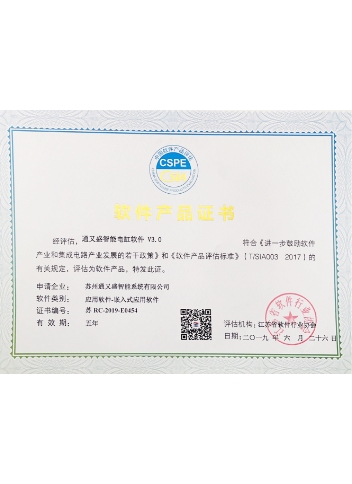 CSPE
软件产品证书
经评估，通又盛智能电缸软件 V3.0 符合《进一步鼓励软件
产业和集成电路产业发展的若干政策》和《软件产品评估标准》（T/SIA003 2017）的
有关规定，评估为软件产品，特发此证。
申请企业：苏州通又盛智能系统有限公司
软件类别：应用软件-嵌入式应用软件
证书编号：苏 RC-2019-E0454
有 效 期：五年
评估机构：江苏省软件行业协会
日期：二〇一九 年 六 月 二十六 日